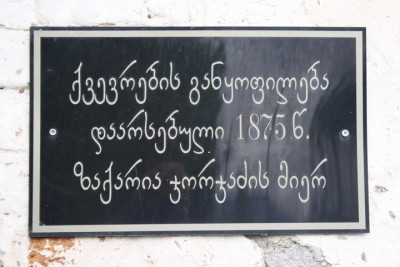 ქვევრების განყოფილება
დაარსებული 1875 წ.
ზაქარია ჯორჯაძის მიერ